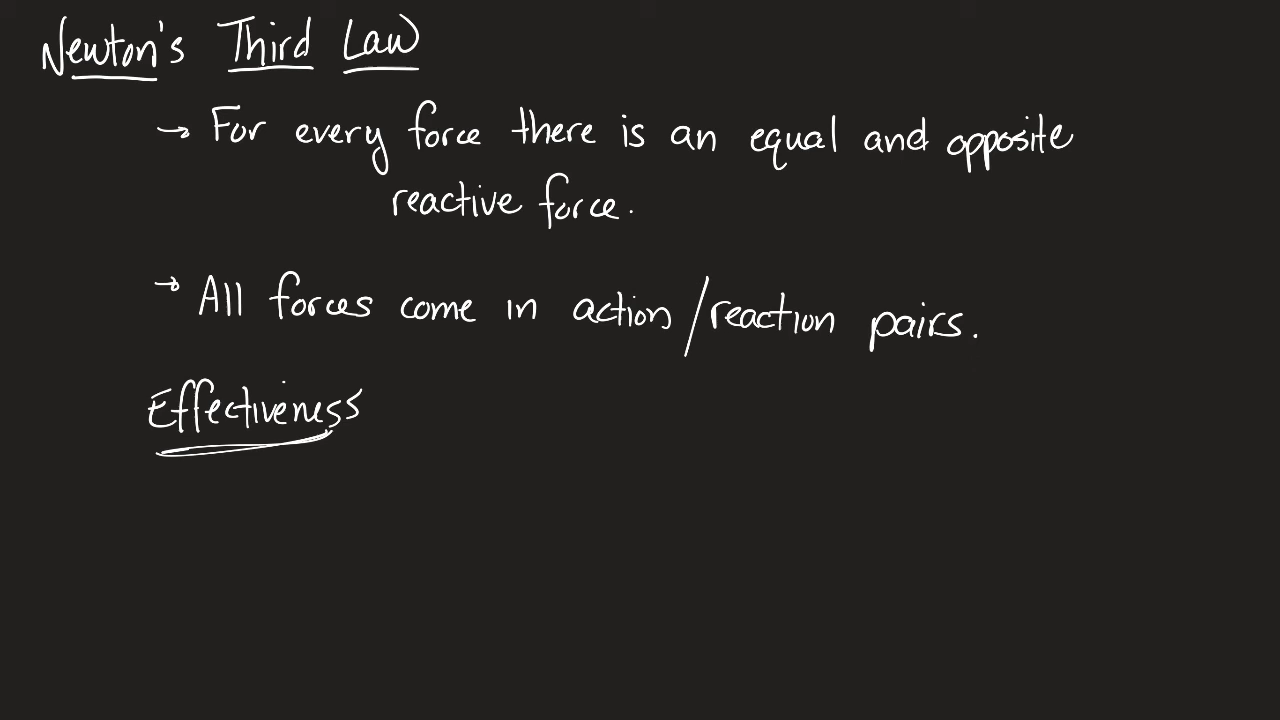 Newton's Third Law
→ For every force there is an equal and opposite
reactive force.
→ All forces come in action/reaction pairs.
Effectiveness